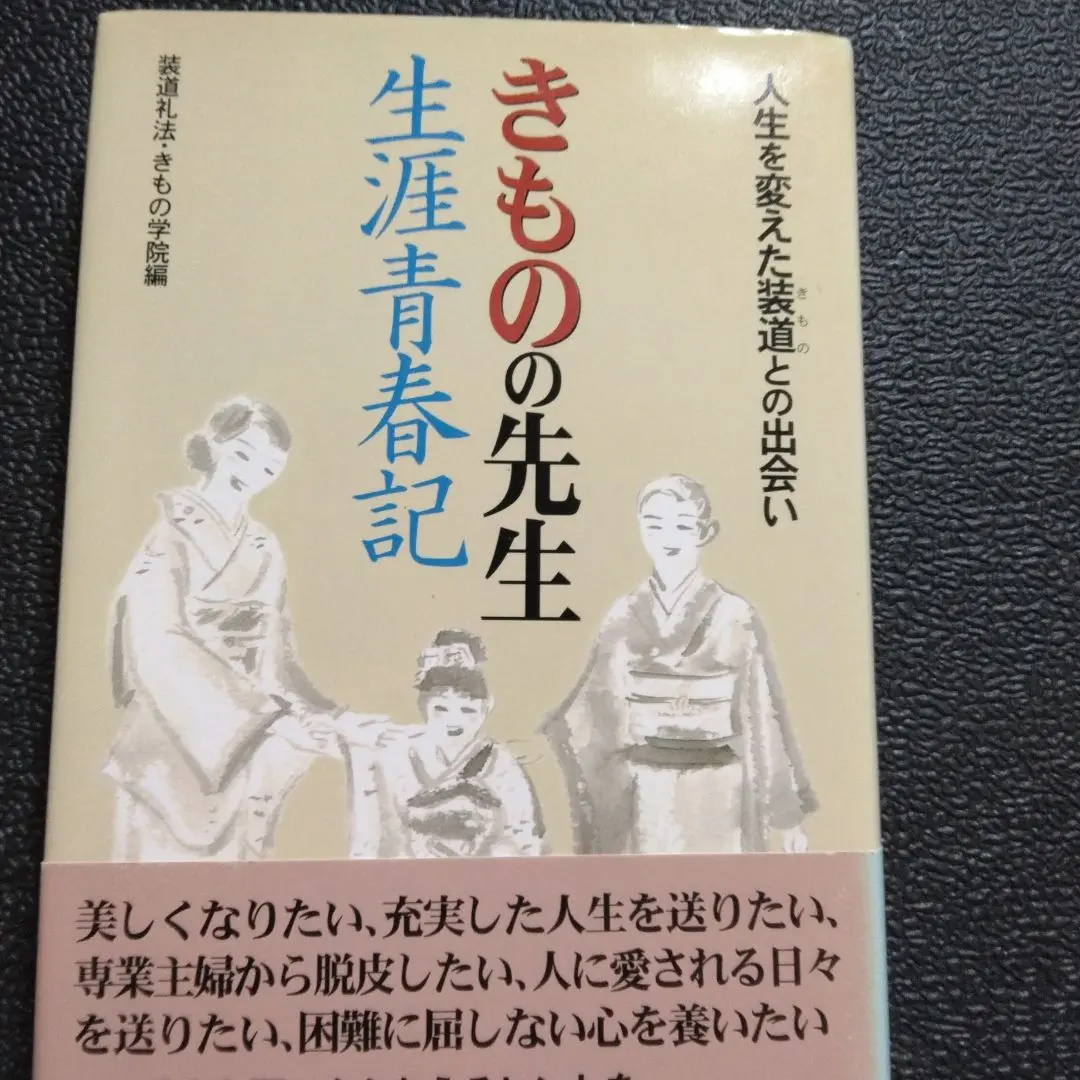 人生を変えた装道との出会い
きもの
きものの先生
生涯青春記
装道礼法・きもの学院編
美しくなりたい、充実した人生を送りたい、
専業主婦から脱皮したい、人に愛される日々
を送りたい、困難に屈しない心を養いたい